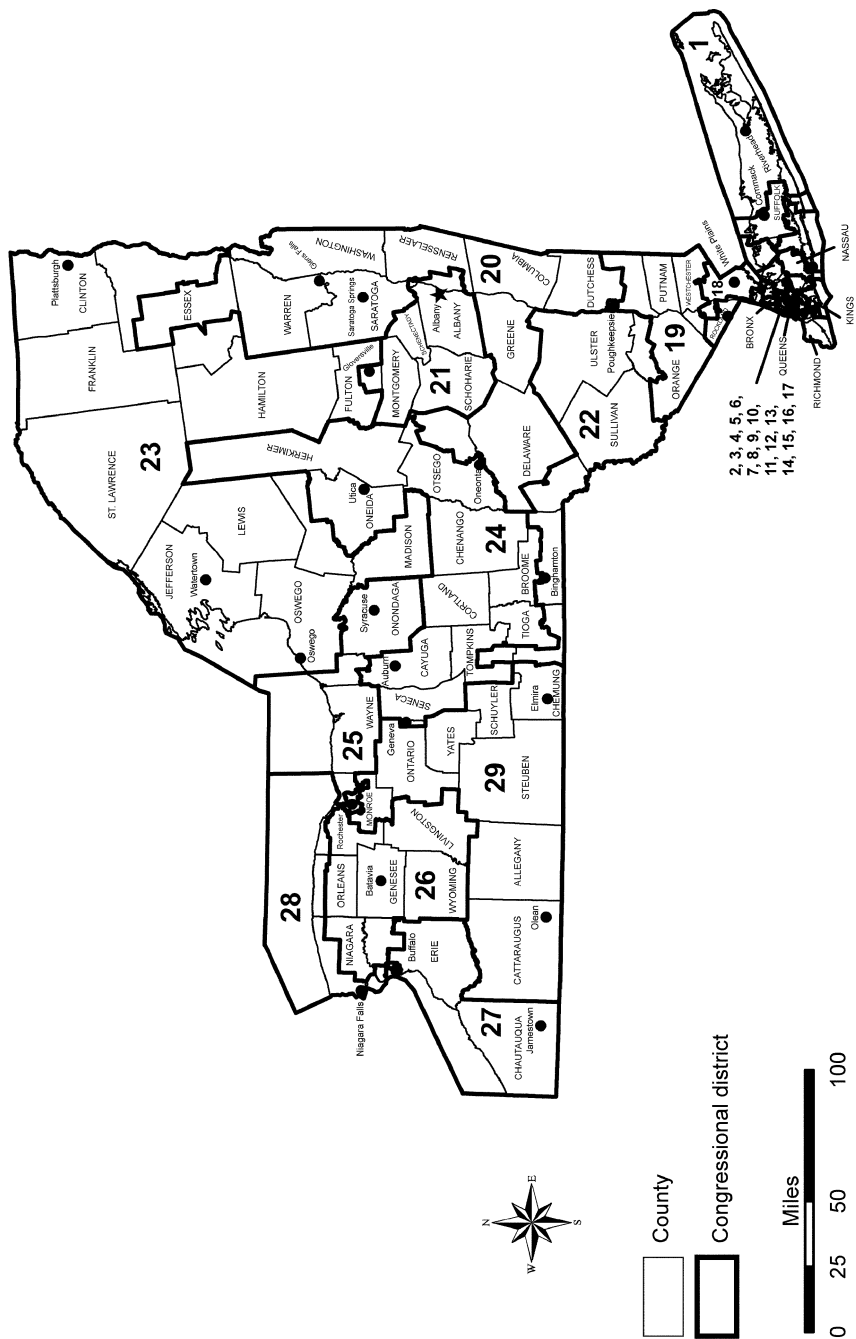 Plattsburgh
CLINTON
FRANKLIN
ESSEX
ST. LAWRENCE
23
HAMILTON
WARREN
Glens Falls
WASHINGTON
Saratoga Springs
SARATOGA
FULTON
Gloversville
MONTGOMERY
SCHENECTADY
Albany
ALBANY
RENSSELAER
20
COLUMBIA
21
SCHOHARIE
GREENE
HERKIMER
JEFFERSON
Watertown
LEWIS
Utica
ONEIDA
OTSEGO
Oneonta
DELAWARE
OSWEGO
Oswego
MADISON
CHENANGO
24
Syracuse
ONONDAGA
CORTLAND
BROOME
Binghamton
Auburn
CAYUGA
TOMPKINS
TIOGA
SENECA
25
WAYNE
Geneva
ONTARIO
YATES
SCHUYLER
Elmira
CHEMUNG
29
STEUBEN
28
Rochester
MONROE
LIVINGSTON
ORLEANS
Batavia
GENESEE
26
WYOMING
ALLEGANY
NIAGARA
Niagara Falls
Buffalo
ERIE
CATTARAUGUS
Olean
27
CHAUTAUQUA
Jamestown
DUTCHESS
ULSTER
Poughkeepsie
22
SULLIVAN
PUTNAM
19
ORANGE
WESTCHESTER
ROCKLAND
18
White Plains
1
Riverhead
Commack
SUFFOLK
NASSAU
BRONX
QUEENS
KINGS
RICHMOND
2, 3, 4, 5, 6,
7, 8, 9, 10,
11, 12, 13,
14, 15, 16, 17
N
W
E
S
County
Congressional district
Miles
0 25 50 100